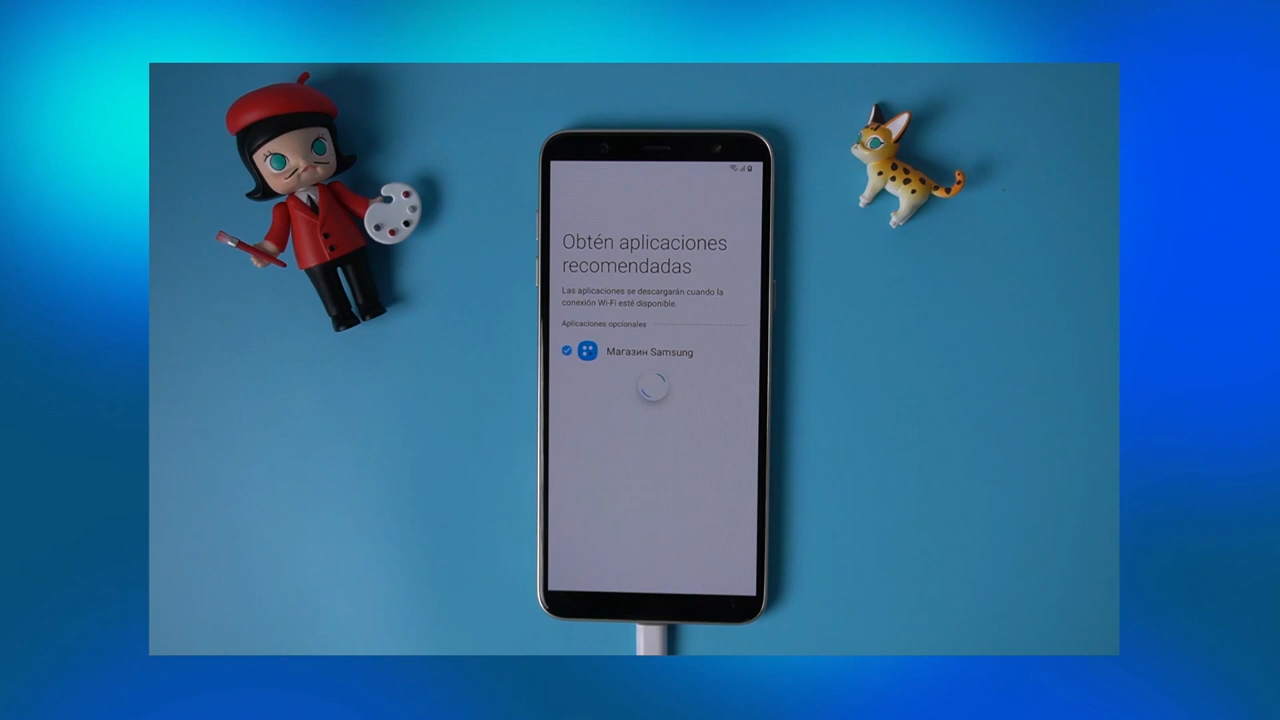 Obtén aplicaciones
recomendadas
Las aplicaciones se descargarán cuando la
conexión Wi-Fi esté disponible.
Aplicaciones opcionales
Магазин Samsung